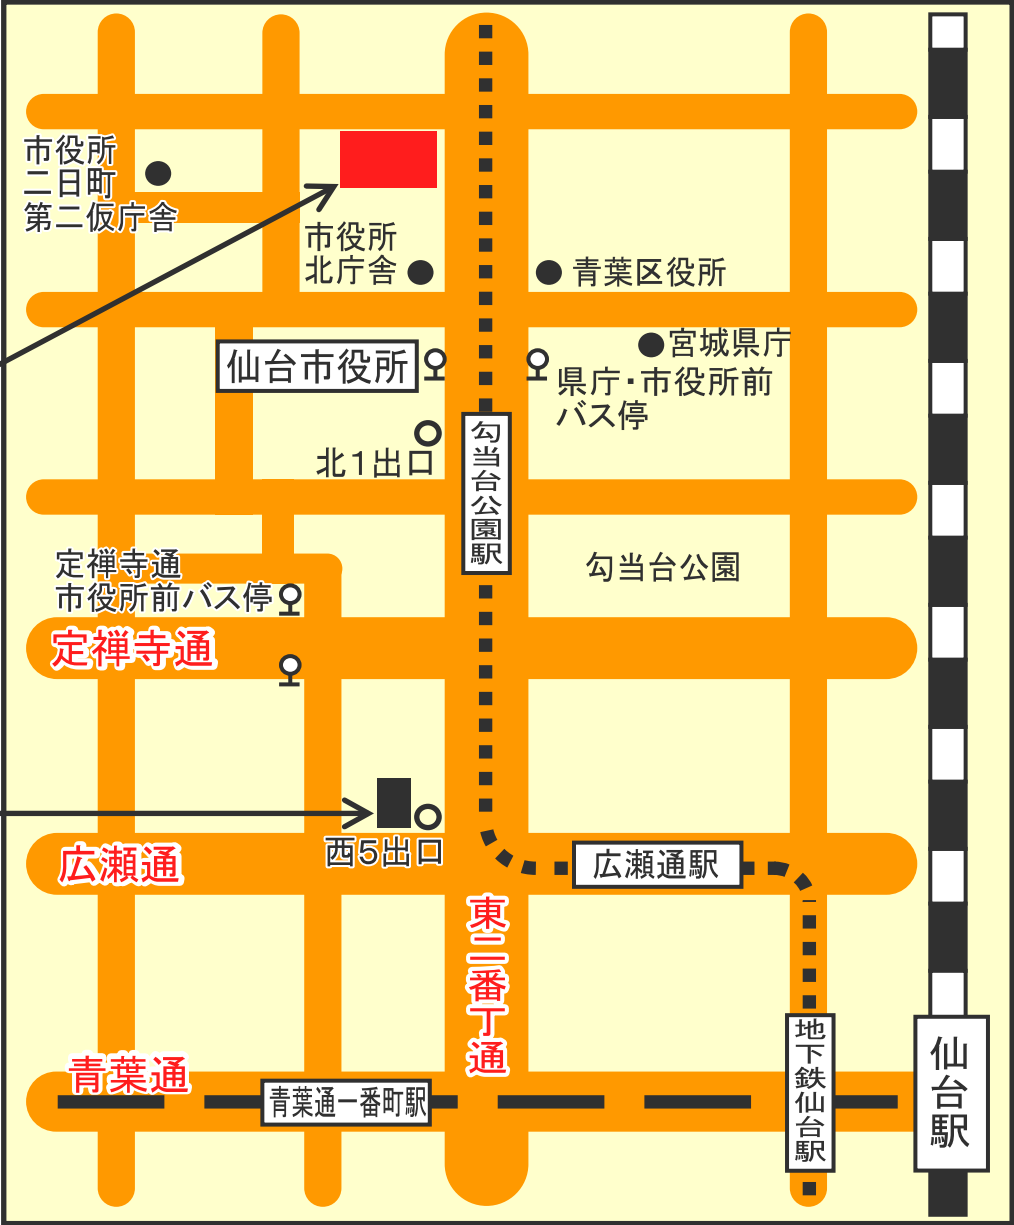 市役所
二日町
第二仮庁舎
市役所
北庁舎
青葉区役所
宮城県庁
仙台市役所
県庁・市役所前
バス停
勾当台公園駅
北1出口
勾当台公園
定禅寺通
市役所前バス停
定禅寺通
西5出口
広瀬通
広瀬通駅
東二番丁通
青葉通
青葉通一番町駅
地下鉄仙台駅
仙台駅